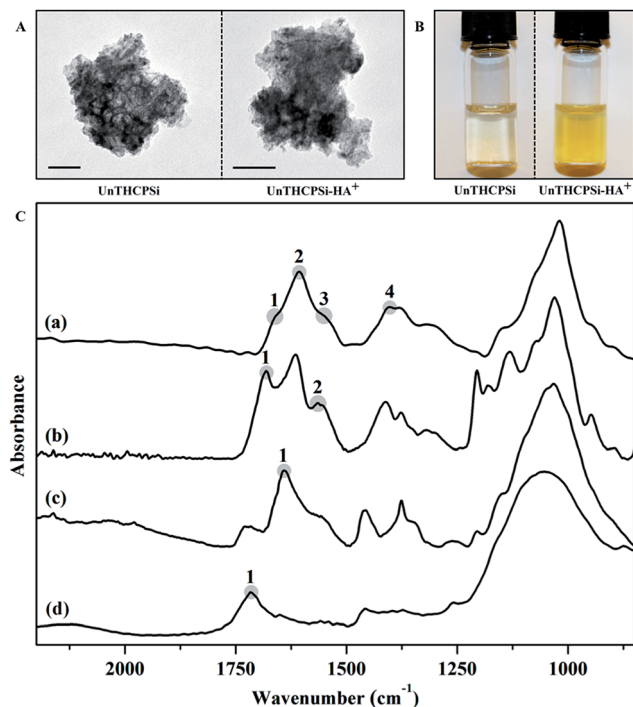 A
B
UnTHCPSi
UnTHCPSi-HA+
UnTHCPSi
UnTHCPSi-HA+
C
1
2
3
4
(a)
1
2
(b)
1
(c)
1
(d)
Absorbance
2000
1750
1500
1250
1000
Wavenumber (cm-1)